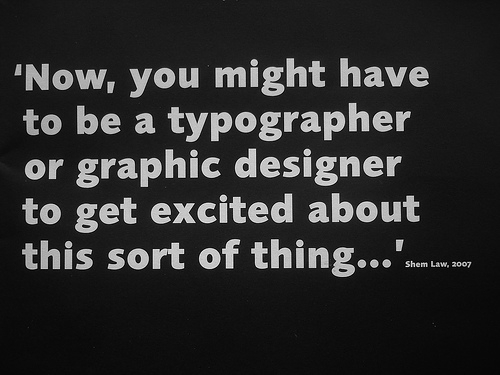 ‘Now, you might have
to be a typographer
or graphic designer
to get excited about
this sort of thing...’ Shem Law, 2007